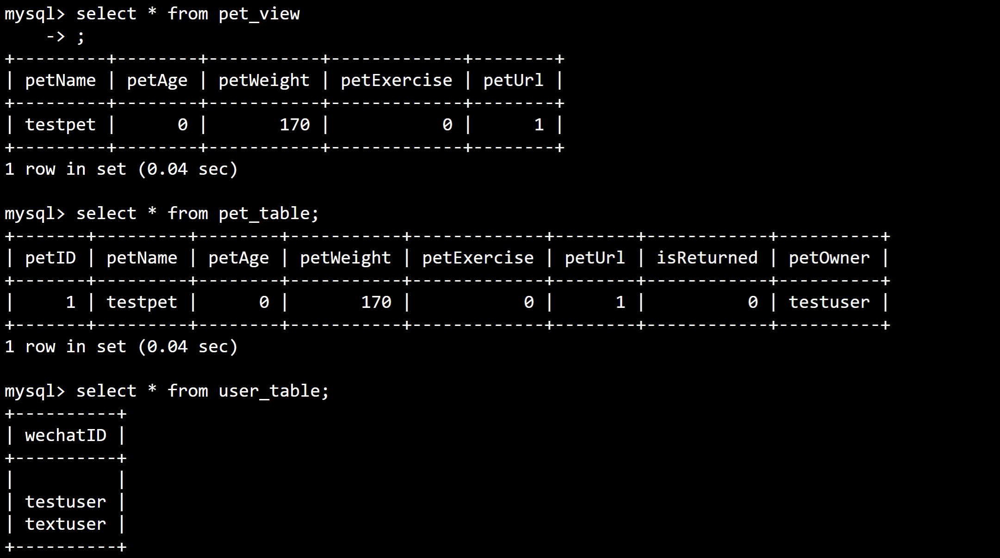 mysql> select * from pet_view
    -> ;
+---------+--------+-----------+-------------+--------+
| petName | petAge | petWeight | petExercise | petUrl |
+---------+--------+-----------+-------------+--------+
| testpet |      0 |       170 |           0 |      1 |
+---------+--------+-----------+-------------+--------+
1 row in set (0.04 sec)

mysql> select * from pet_table;
+-------+---------+--------+-----------+-------------+--------+------------+----------+
| petID | petName | petAge | petWeight | petExercise | petUrl | isReturned | petOwner |
+-------+---------+--------+-----------+-------------+--------+------------+----------+
|     1 | testpet |      0 |       170 |           0 |      1 |          0 | testuser |
+-------+---------+--------+-----------+-------------+--------+------------+----------+
1 row in set (0.04 sec)

mysql> select * from user_table;
+----------+
| wechatID |
+----------+
|          |
| testuser |
| textuser |
+----------+